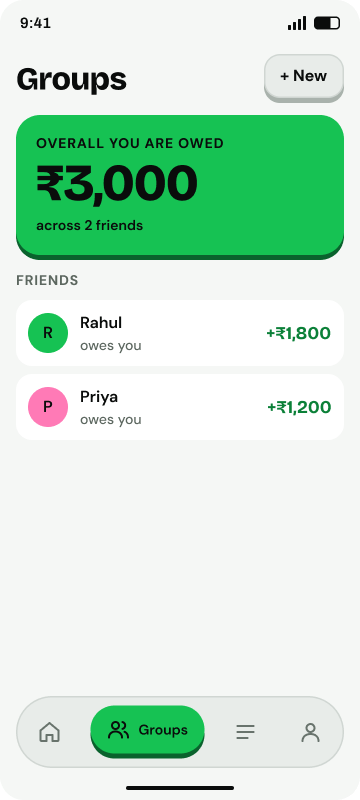 9:41
Groups
+ New
OVERALL YOU ARE OWED
₹3,000
across 2 friends
FRIENDS
R
Rahul
owes you
+₹1,800
P
Priya
owes you
+₹1,200
Groups